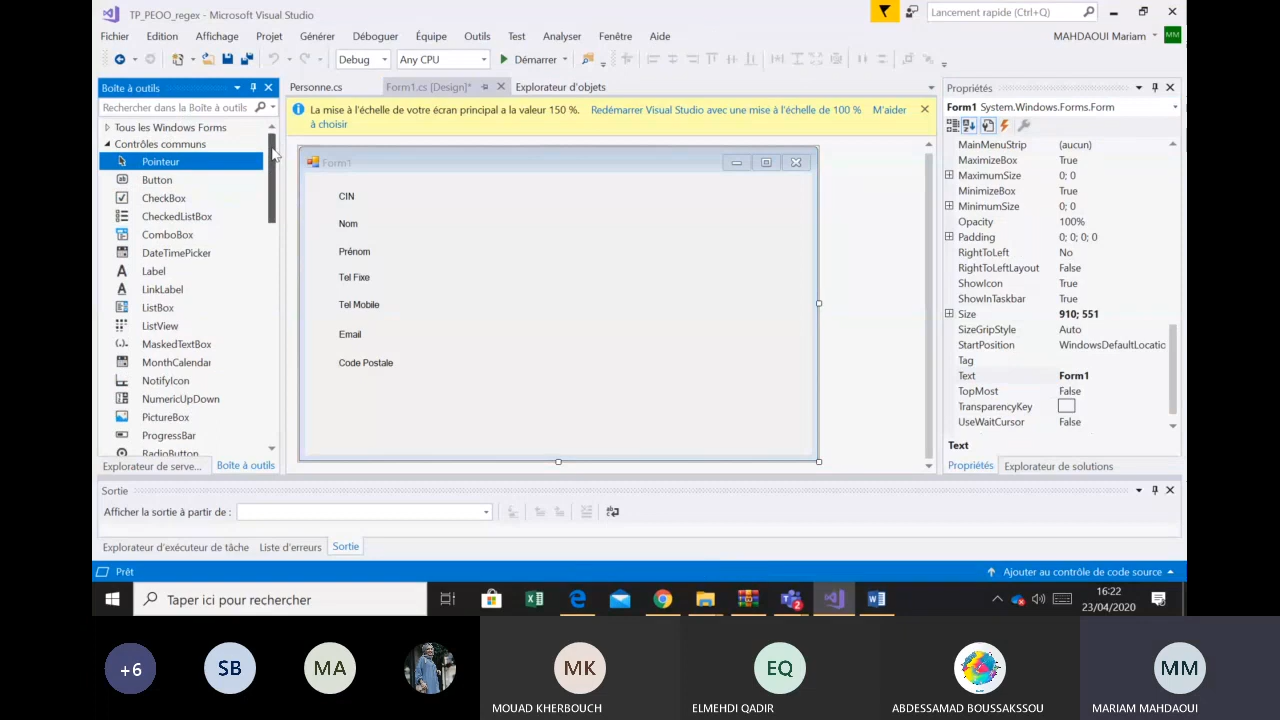 TP_PEOO_regex - Microsoft Visual Studio
Lancement rapide (Ctrl+Q)
Fichier Edition Affichage Projet Générer Déboguer Équipe Outils Test Analyser Fenêtre Aide
MAHDAOUI Mariam MM
Debug Any CPU Démarrer
Boîte à outils
Personne.cs Form1.cs [Design]* Explorateur d'objets
Propriétés
Rechercher dans la Boîte à outils
La mise à l'échelle de votre écran principal a la valeur 150 %. Redémarrer Visual Studio avec une mise à l'échelle de 100 % M'aider à choisir
Form1 System.Windows.Forms.Form
Tous les Windows Forms
Contrôles communs
Pointeur
Button
CheckBox
CheckedListBox
ComboBox
DateTimePicker
Label
LinkLabel
ListBox
ListView
MaskedTextBox
MonthCalendar
NotifyIcon
NumericUpDown
PictureBox
ProgressBar
RadioButton
Explorateur de serve... Boîte à outils
Form1
CIN
Nom
Prénom
Tel Fixe
Tel Mobile
Email
Code Postale
MainMenuStrip (aucun)
MaximizeBox True
MaximumSize 0; 0
MinimizeBox True
MinimumSize 0; 0
Opacity 100%
Padding 0; 0; 0; 0
RightToLeft No
RightToLeftLayout False
ShowIcon True
ShowInTaskbar True
Size 910; 551
SizeGripStyle Auto
StartPosition WindowsDefaultLocatic
Tag
Text Form1
TopMost False
TransparencyKey
UseWaitCursor False
Text
Propriétés Explorateur de solutions
Sortie
Afficher la sortie à partir de :
Explorateur d'exécuteur de tâche Liste d'erreurs Sortie
Prêt
Ajouter au contrôle de code source
Taper ici pour rechercher
16:22
23/04/2020
+6 SB MA MK EQ MM
MOUAD KHERBOUCH ELMEHDI QADIR ABDESSAMAD BOUSSAKSSOU MARIAM MAHDAOUI